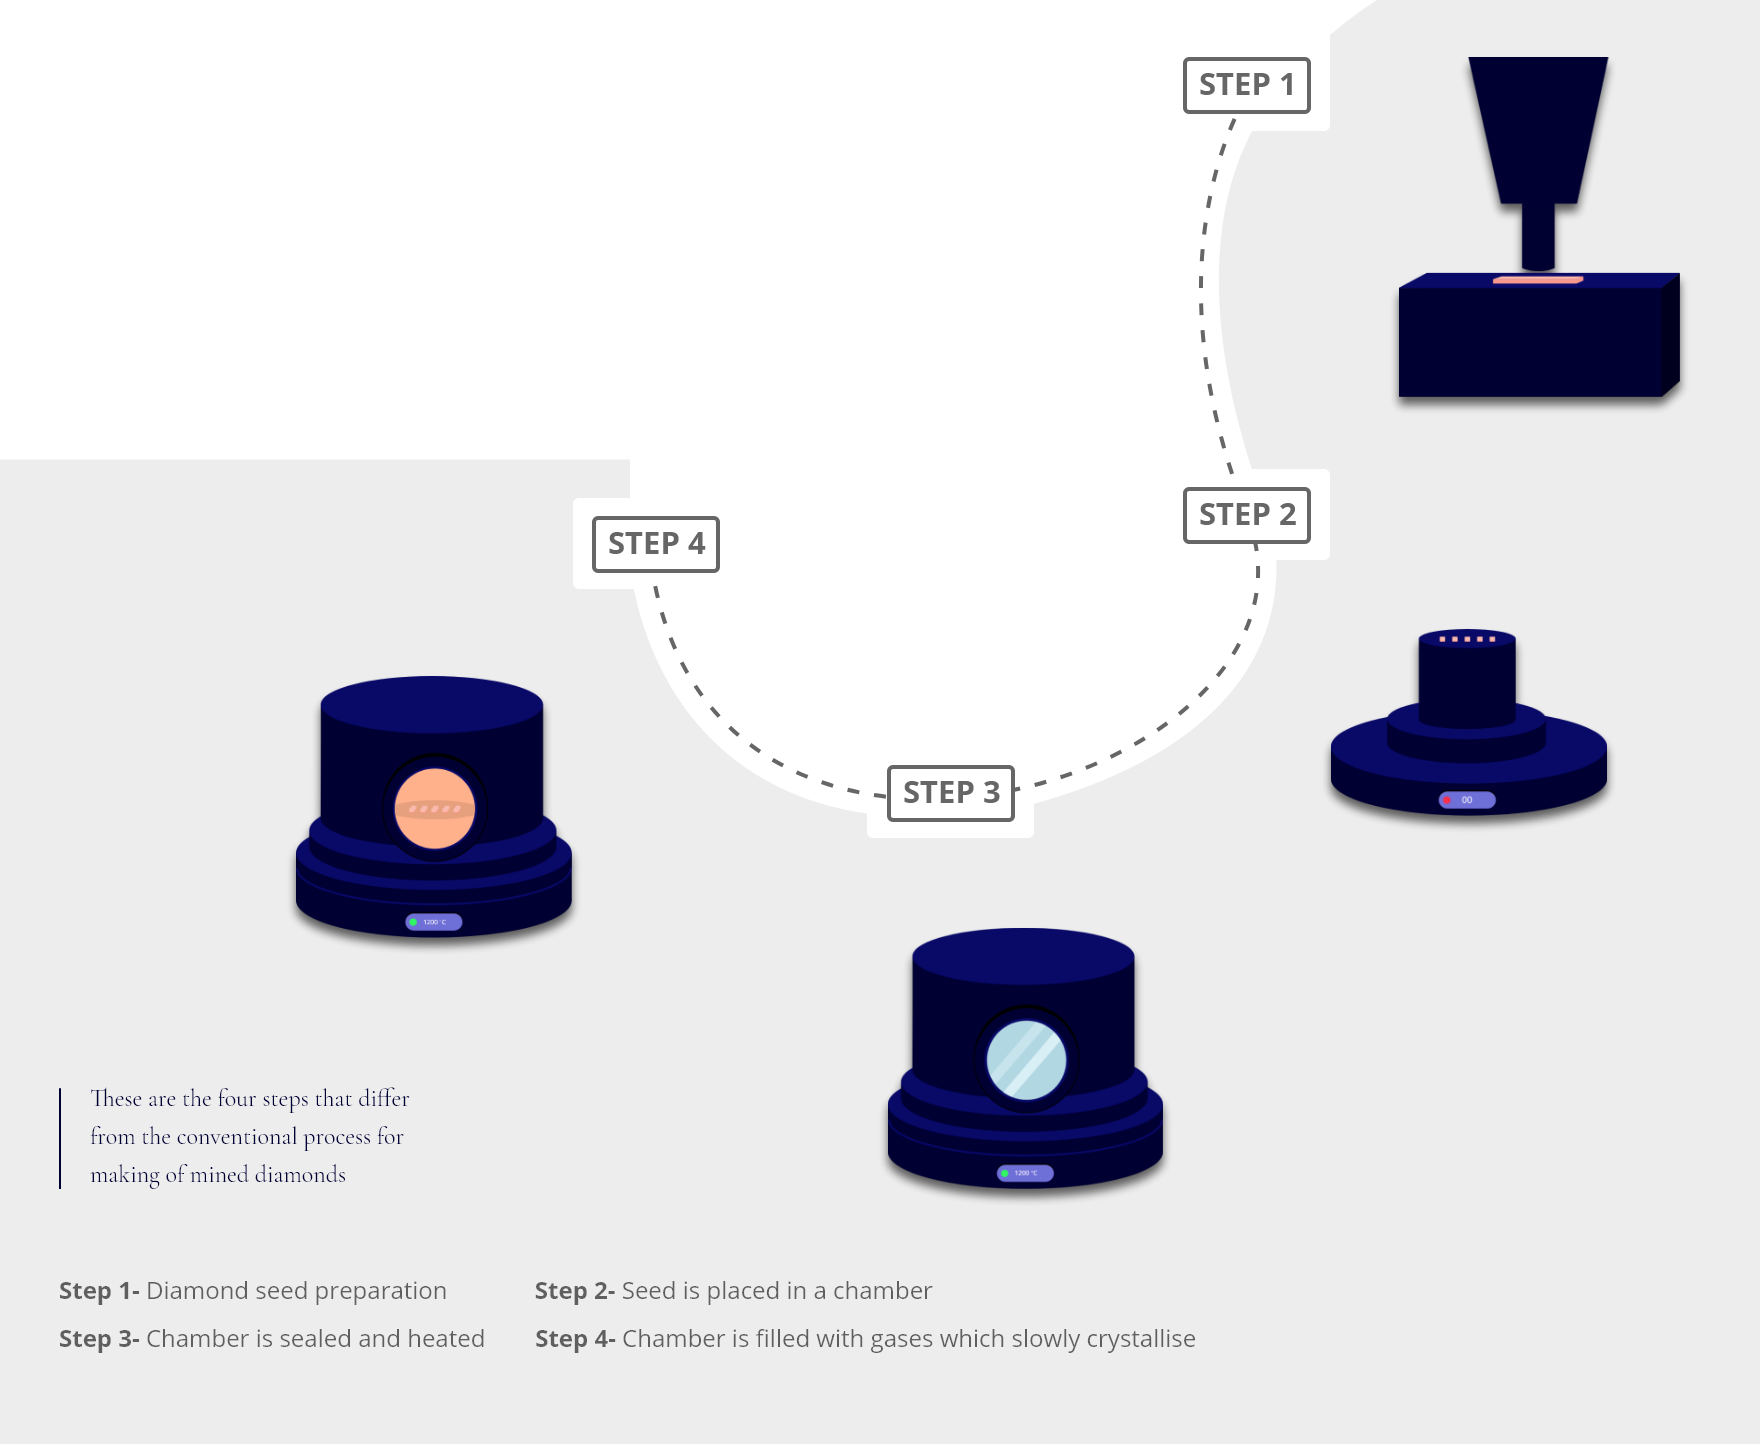 STEP 1
STEP 2
STEP 4
STEP 3
00
1200 °C
1200 °C
These are the four steps that differ
from the conventional process for
making of mined diamonds
Step 1- Diamond seed preparation
Step 2- Seed is placed in a chamber
Step 3- Chamber is sealed and heated
Step 4- Chamber is filled with gases which slowly crystallise